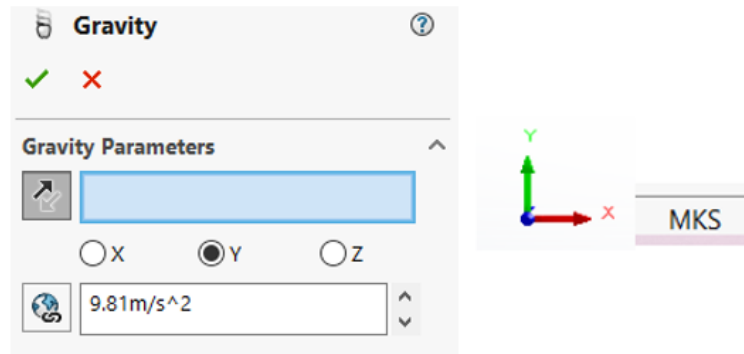 Gravity
?
Gravity Parameters
X Y Z
9.81m/s^2
Y
X
MKS